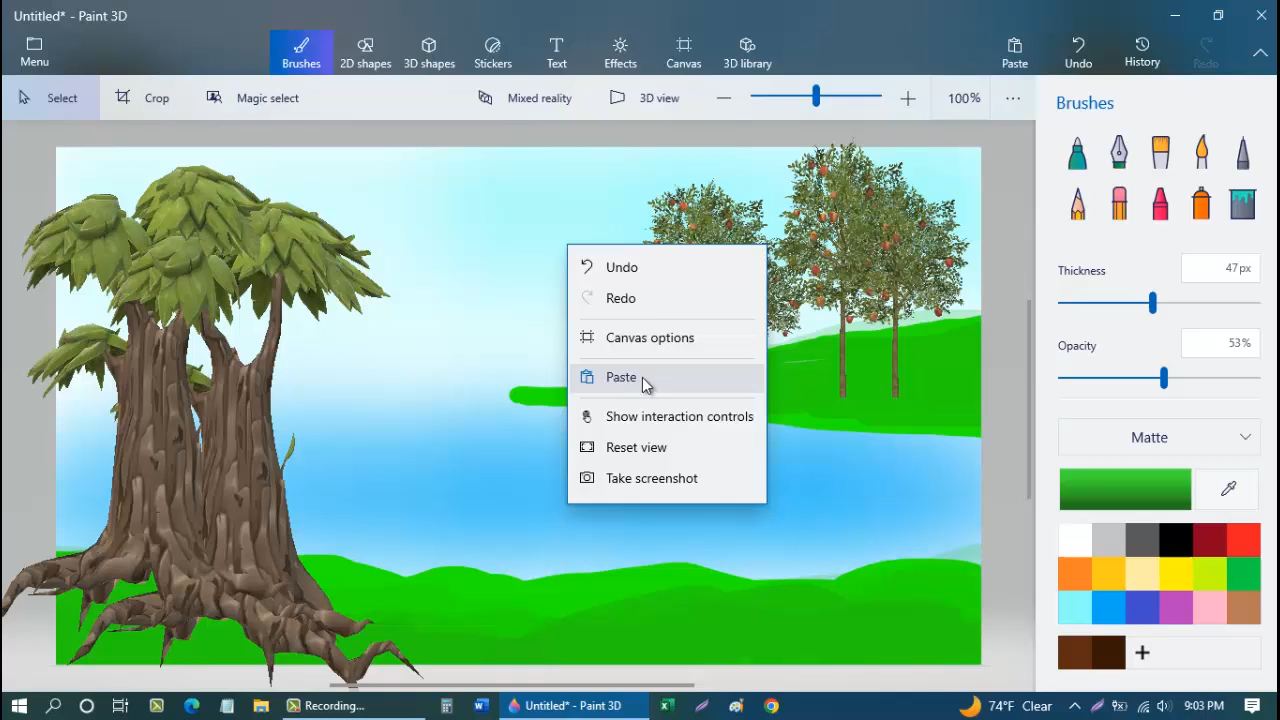 Untitled* - Paint 3D
Menu
Brushes
2D shapes
3D shapes
Stickers
Text
Effects
Canvas
3D library
Paste
Undo
History
Redo
Select
Crop
Magic select
Mixed reality
3D view
100%
Brushes
Thickness
47px
Opacity
53%
Matte
Undo
Redo
Canvas options
Paste
Show interaction controls
Reset view
Take screenshot
Recording...
Untitled* - Paint 3D
74°F Clear
9:03 PM